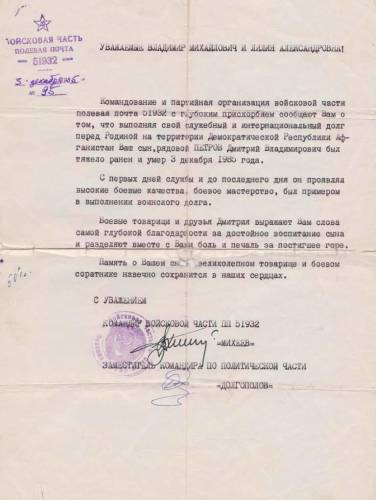 ВОЙСКОВАЯ ЧАСТЬ
ПОЛЕВАЯ ПОЧТА
51932
3 декабря 1985
№ 95
УВАЖАЕМЫЕ ВЛАДИМИР МИХАЙЛОВИЧ И ЛИЛИЯ АЛЕКСАНДРОВНА!
Командование и партийная организация войсковой части
полевая почта 51932 с глубоким прискорбием сообщают Вам о
том, что выполняя свой служебный и интернациональный долг
перед Родиной на территории Демократической Республики Аф-
ганистан Ваш сын, рядовой ПЕТРОВ Дмитрий Владимирович был
тяжело ранен и умер 3 декабря 1985 года.
С первых дней службы и до последнего дня он проявлял
высокие боевые качества, боевое мастерство, был примером
в выполнении воинского долга.
Боевые товарищи и друзья Дмитрия выражают Вам слова
самой глубокой благодарности за достойное воспитание сына
и разделяют вместе с Вами боль и печаль за постигшее горе.
Память о Вашем сыне, великолепном товарище и боевом
соратнике навечно сохранится в наших сердцах.
С УВАЖЕНИЕМ
КОМАНДИР ВОЙСКОВОЙ ЧАСТИ ПП 51932
-МИХЕЕВ-
ЗАМЕСТИТЕЛЬ КОМАНДИРА ПО ПОЛИТИЧЕСКОЙ ЧАСТИ
-ДОЛГОПОЛОВ-